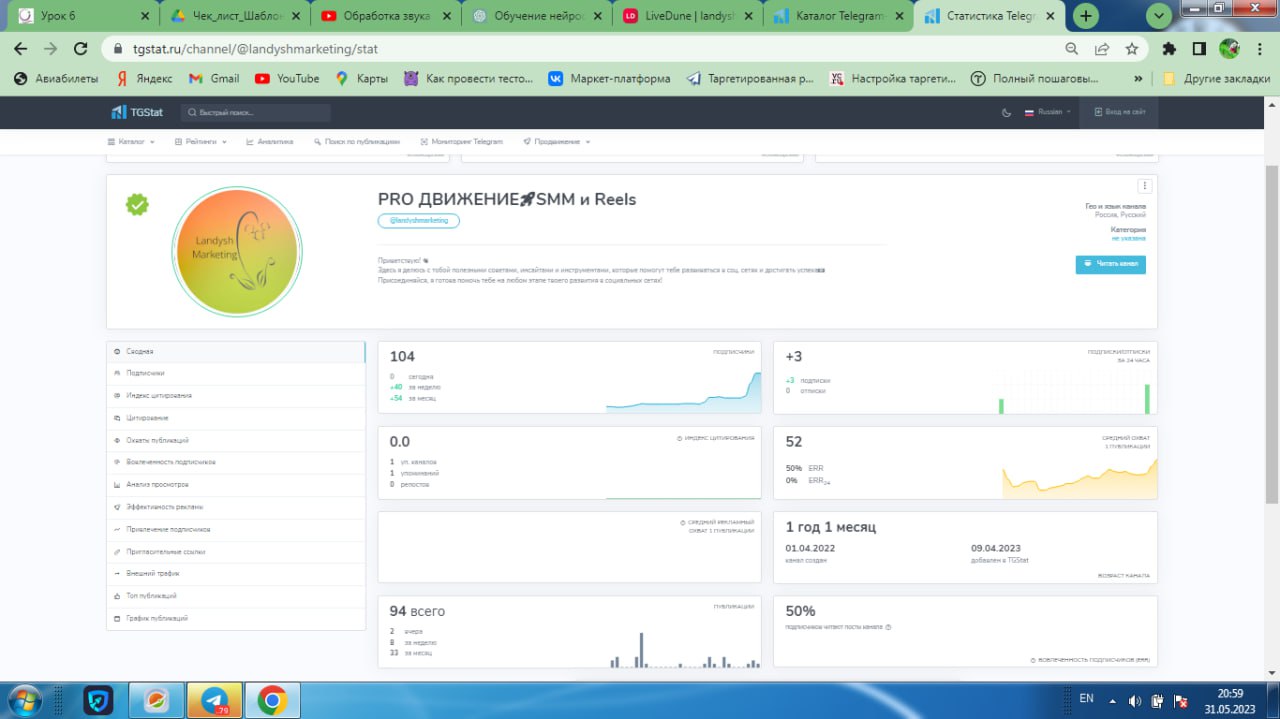 Урок 6
Чек_лист_Шаблон
Обработка звука
Обучение нейрос
LiveDune | landysh
Каталог Telegram-
Статистика Telegr
tgstat.ru/channel/@landyshmarketing/stat
Авиабилеты
Яндекс
Gmail
YouTube
Карты
Как провести тесто...
Маркет-платформа
Таргетированная р...
Настройка таргети...
Полный пошаговы...
»
Другие закладки
TGStat
Быстрый поиск...
Russian
Вход на сайт
Каталог
Рейтинги
Аналитика
Поиск по публикациям
Мониторинг Telegram
Продвижение
PRO ДВИЖЕНИЕ🚀SMM и Reels
@landyshmarketing
Landysh
Marketing
Гео и язык канала
Россия, Русский
Категория
не указана
Читать канал
Приветствую!
Здесь я делюсь с тобой полезными советами, инсайтами и инструментами, которые помогут тебе развиваться в соц. сетях и достигать успеха
Присоединяйся, я готова помочь тебе на любом этапе твоего развития в социальных сетях!
Сводная
Подписчики
Индекс цитирования
Цитирование
Охваты публикаций
Вовлеченность подписчиков
Анализ просмотров
Эффективность рекламы
Привлечение подписчиков
Пригласительные ссылки
Внешний трафик
Топ публикаций
График публикаций
104
ПОДПИСЧИКИ
0 сегодня
+40 за неделю
+54 за месяц
+3
ПОДПИСКИ/ОТПИСКИ
ЗА 24 ЧАСА
+3 подписки
0 отписки
0.0
ИНДЕКС ЦИТИРОВАНИЯ
1 уп. каналов
1 упоминаний
0 репостов
52
СРЕДНИЙ ОХВАТ
1 ПУБЛИКАЦИИ
50% ERR
0% ERR24
СРЕДНИЙ РЕКЛАМНЫЙ
ОХВАТ 1 ПУБЛИКАЦИИ
1 год 1 месяц
01.04.2022
канал создан
09.04.2023
добавлен в TGStat
ВОЗРАСТ КАНАЛА
94 всего
ПУБЛИКАЦИИ
2 вчера
8 за неделю
33 за месяц
50%
подписчиков читают посты канала
ВОВЛЕЧЕННОСТЬ ПОДПИСЧИКОВ (ERR)
79
EN
20:59
31.05.2023